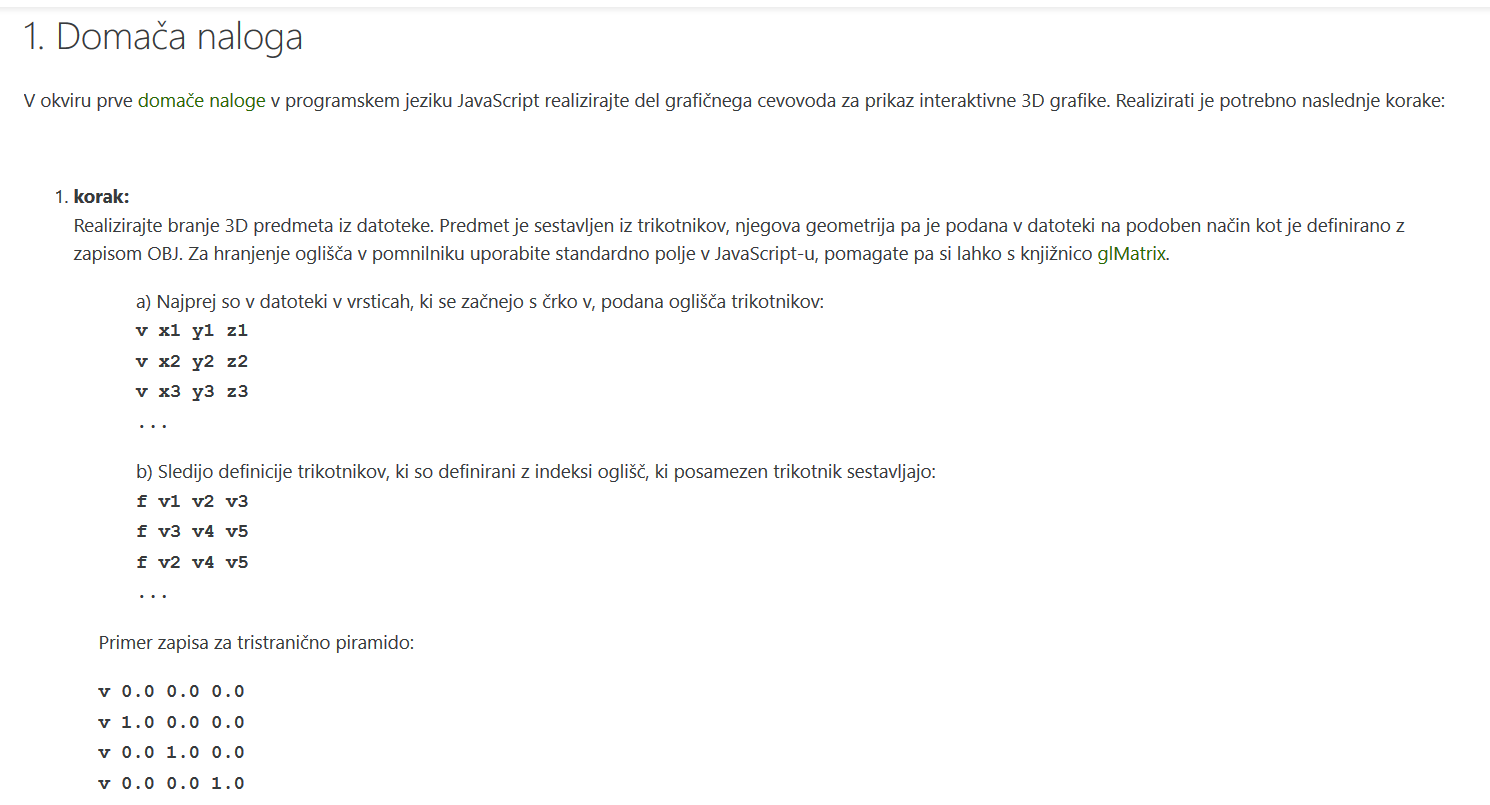 1. Domača naloga
V okviru prve domače naloge v programskem jeziku JavaScript realizirajte del grafičnega cevovoda za prikaz interaktivne 3D grafike. Realizirati je potrebno naslednje korake:
1. korak:
Realizirajte branje 3D predmeta iz datoteke. Predmet je sestavljen iz trikotnikov, njegova geometrija pa je podana v datoteki na podoben način kot je definirano z
zapisom OBJ. Za hranjenje oglišča v pomnilniku uporabite standardno polje v JavaScript-u, pomagate pa si lahko s knjižnico glMatrix.
a) Najprej so v datoteki v vrsticah, ki se začnejo s črko v, podana oglišča trikotnikov:
v x1 y1 z1
v x2 y2 z2
v x3 y3 z3
...
b) Sledijo definicije trikotnikov, ki so definirani z indeksi oglišč, ki posamezen trikotnik sestavljajo:
f v1 v2 v3
f v3 v4 v5
f v2 v4 v5
...
Primer zapisa za tristranično piramido:
v 0.0 0.0 0.0
v 1.0 0.0 0.0
v 0.0 1.0 0.0
v 0.0 0.0 1.0